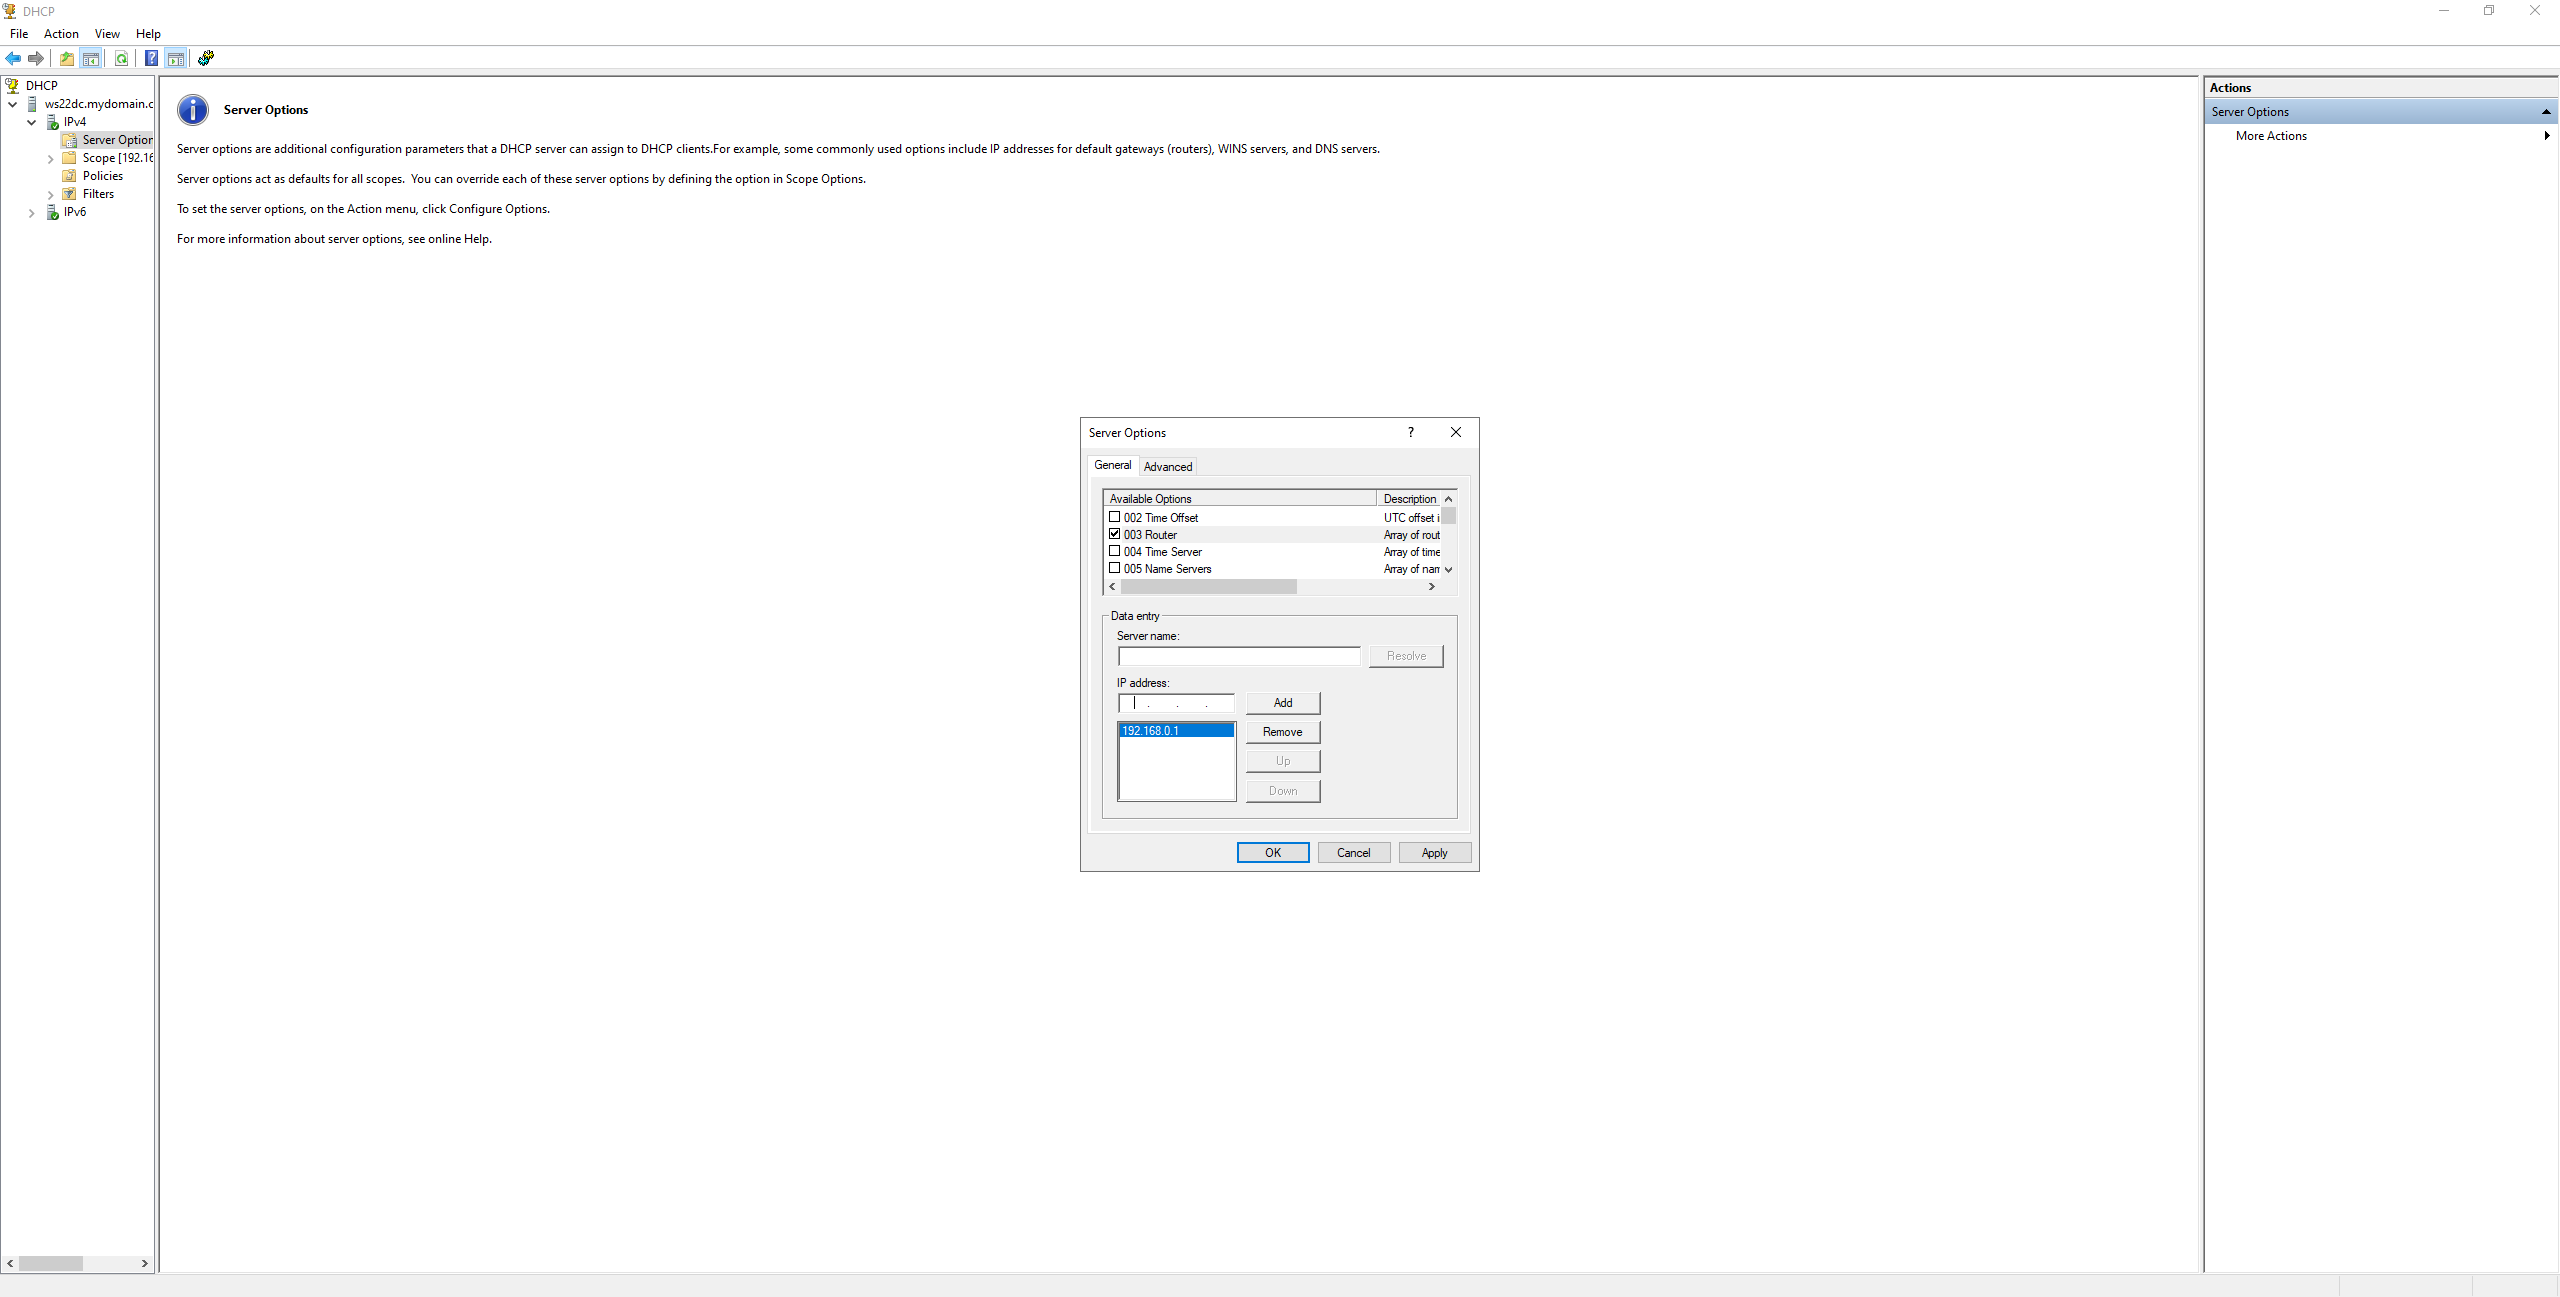 DHCP
File Action View Help
DHCP
ws22dc.mydomain.c
IPv4
Server Option
Scope [192.16
Policies
Filters
IPv6
Server Options
Server options are additional configuration parameters that a DHCP server can assign to DHCP clients.For example, some commonly used options include IP addresses for default gateways (routers), WINS servers, and DNS servers.
Server options act as defaults for all scopes.  You can override each of these server options by defining the option in Scope Options.
To set the server options, on the Action menu, click Configure Options.
For more information about server options, see online Help.
Server Options ?
General Advanced
Available Options Description
002 Time Offset UTC offset i
003 Router Array of rout
004 Time Server Array of time
005 Name Servers Array of nam
Data entry
Server name:
Resolve
IP address:
. . . Add
192.168.0.1 Remove
Up
Down
OK Cancel Apply
Actions
Server Options
More Actions